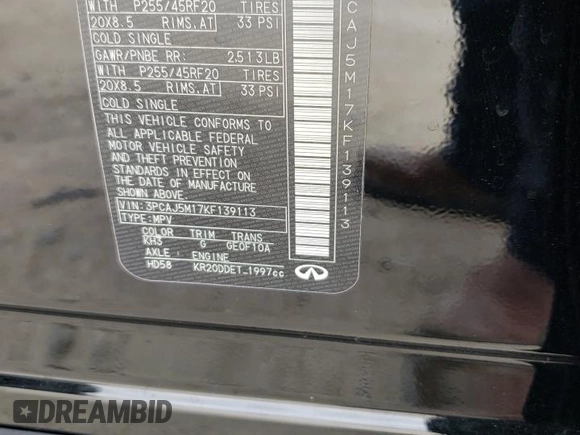 WITH P255/45RF20 TIRES
20X8.5 RIMS.AT 33 PSI
COLD SINGLE
GAWR/PNBE RR: 2513LB
WITH P255/45RF20 TIRES
20X8.5 RIMS.AT 33 PSI
COLD SINGLE
THIS VEHICLE CONFORMS TO
ALL APPLICABLE FEDERAL
MOTOR VEHICLE SAFETY
AND THEFT PREVENTION
STANDARDS IN EFFECT ON
THE DATE OF MANUFACTURE
SHOWN ABOVE.
VIN: 3PCAJ5M17KF139113
TYPE: MPV
COLOR TRIM TRANS
KH3 G GE0F10A
AXLE ENGINE
HD58 KR20DDET_1997cc
CAJ5M17KF139113
DREAMBID